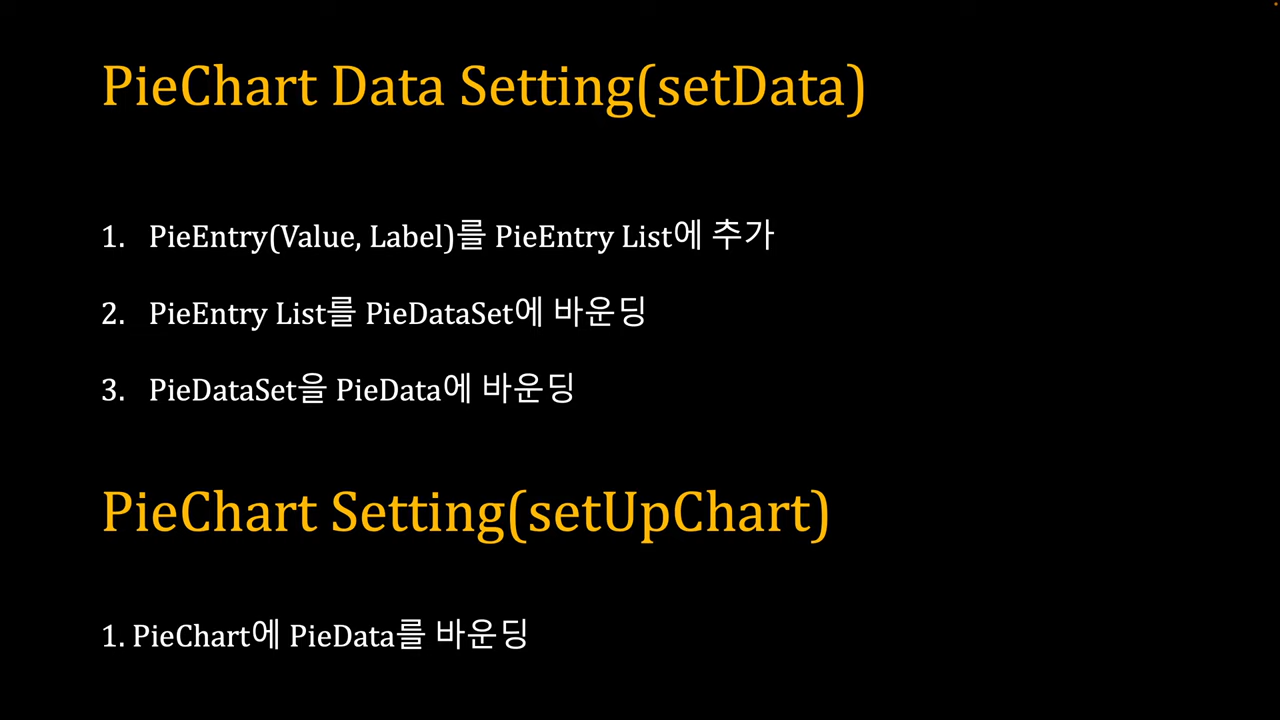 PieChart Data Setting(setData)
1. PieEntry(Value, Label)를 PieEntry List에 추가
2. PieEntry List를 PieDataSet에 바운딩
3. PieDataSet을 PieData에 바운딩
PieChart Setting(setUpChart)
1. PieChart에 PieData를 바운딩